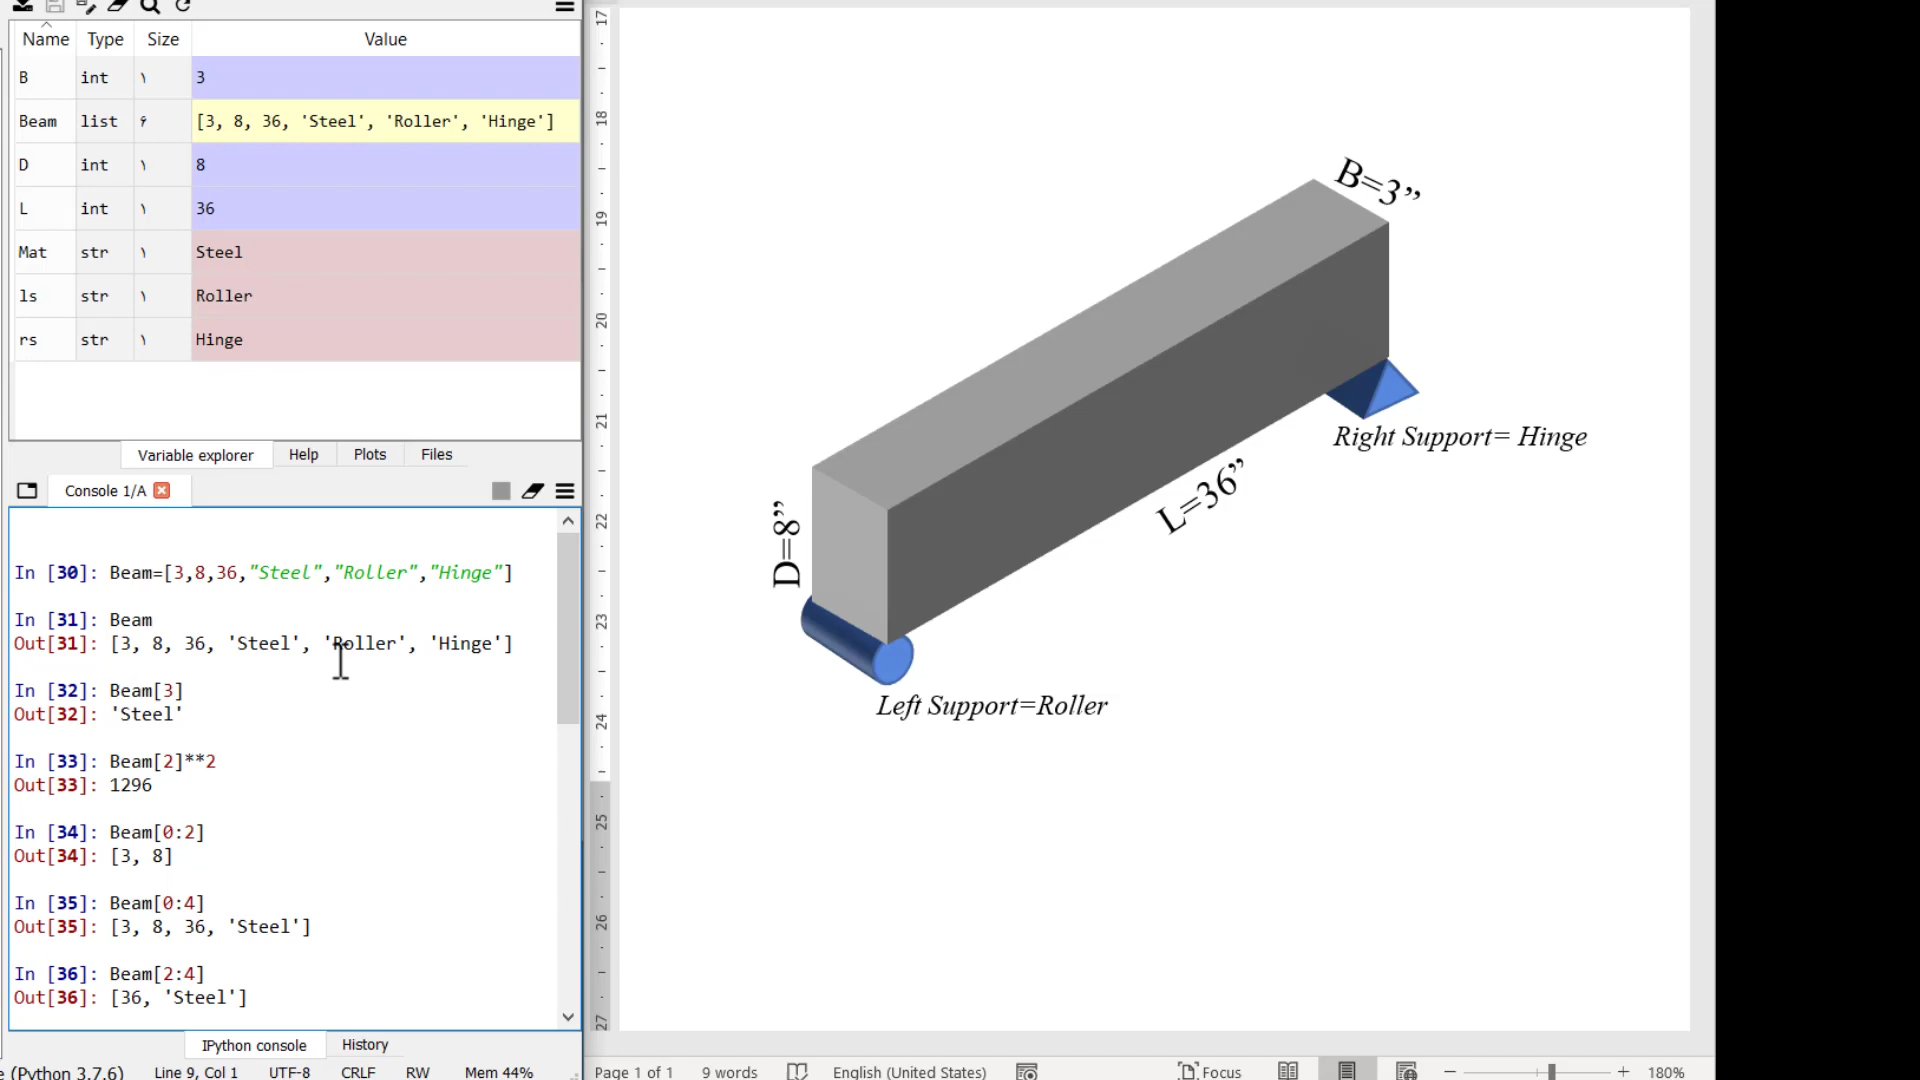 Name Type Size Value
B int ۱ 3
Beam list ۶ [3, 8, 36, 'Steel', 'Roller', 'Hinge']
D int ۱ 8
L int ۱ 36
Mat str ۱ Steel
ls str ۱ Roller
rs str ۱ Hinge
Variable explorer Help Plots Files
Console 1/A
In [30]: Beam=[3,8,36,"Steel","Roller","Hinge"]
In [31]: Beam
Out[31]: [3, 8, 36, 'Steel', 'Roller', 'Hinge']
In [32]: Beam[3]
Out[32]: 'Steel'
In [33]: Beam[2]**2
Out[33]: 1296
In [34]: Beam[0:2]
Out[34]: [3, 8]
In [35]: Beam[0:4]
Out[35]: [3, 8, 36, 'Steel']
In [36]: Beam[2:4]
Out[36]: [36, 'Steel']
IPython console History
(Python 3.7.6) Line 9, Col 1 UTF-8 CRLF RW Mem 44%
17
18
19
20
21
22
23
24
25
26
27
B=3”
Right Support= Hinge
L=36”
D=8”
Left Support=Roller
Page 1 of 1 9 words English (United States) Focus 180%